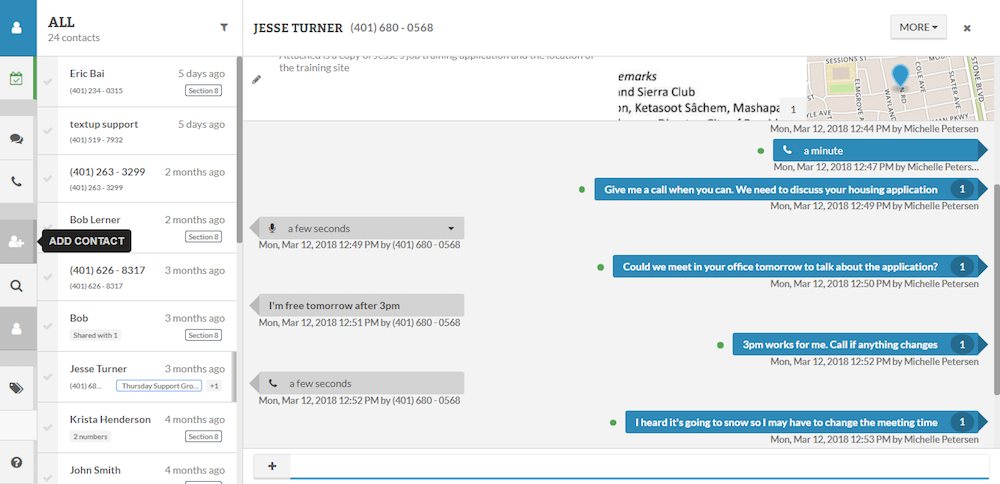 ALL
24 contacts
Eric Bai 5 days ago
(401) 234 - 0315 Section 8
textup support 5 days ago
(401) 519 - 7932
(401) 263 - 3299 2 months ago
(401) 263 - 3299
Bob Lerner 2 months ago
Section 8
ADD CONTACT
(401) 626 - 8317 3 months ago
(401) 626 - 8317
Bob 3 months ago
Shared with 1 Section 8
Jesse Turner 3 months ago
(401) 68... Thursday Support Gro... +1
Krista Henderson 4 months ago
2 numbers Section 8
John Smith 4 months ago
JESSE TURNER (401) 680 - 0568
MORE
Attached is a copy of Jesse's job training application and the location of
the training site
emarks
and Sierra Club
on, Ketasoot Sâchem, Mashapa
1
SESSIONS ST
ELMGROVE
WAYLAND
N RD
SLATER AVE
STONE BLVD
MAN PKWY
Mon, Mar 12, 2018 12:44 PM by Michelle Petersen
a minute
Mon, Mar 12, 2018 12:47 PM by Michelle Peters...
Give me a call when you can. We need to discuss your housing application 1
Mon, Mar 12, 2018 12:49 PM by Michelle Petersen
a few seconds
Mon, Mar 12, 2018 12:49 PM by (401) 680 - 0568
Could we meet in your office tomorrow to talk about the application? 1
Mon, Mar 12, 2018 12:50 PM by Michelle Petersen
I'm free tomorrow after 3pm
Mon, Mar 12, 2018 12:51 PM by (401) 680 - 0568
3pm works for me. Call if anything changes 1
Mon, Mar 12, 2018 12:52 PM by Michelle Petersen
a few seconds
Mon, Mar 12, 2018 12:52 PM by (401) 680 - 0568
I heard it's going to snow so I may have to change the meeting time 1
Mon, Mar 12, 2018 12:53 PM by Michelle Petersen